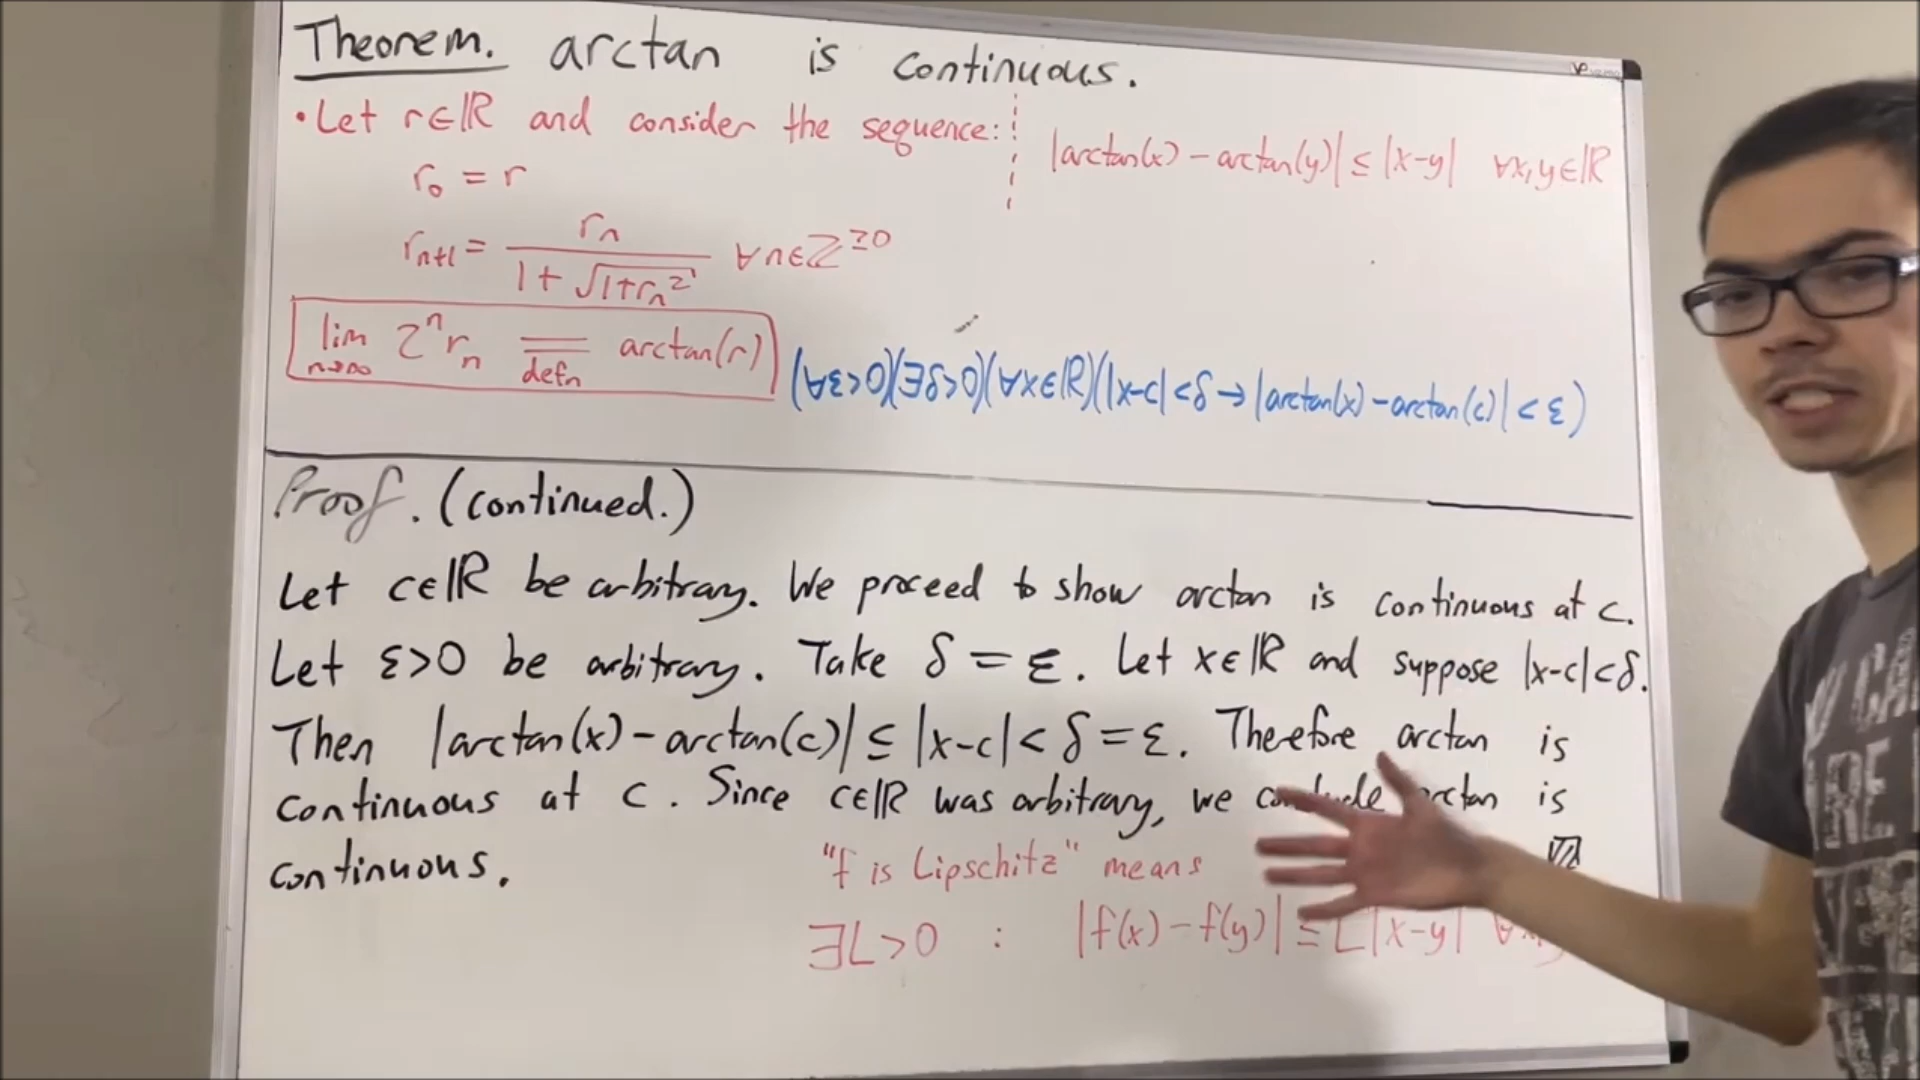 Theorem. arctan is continuous.
• Let r∈ℝ and consider the sequence:
r₀ = r
rₙ₊₁ = rₙ / (1 + √(1+rₙ²)) ∀n∈ℤ^≥0
lim n→∞ 2ⁿ rₙ = defn arctan(r)
|arctan(x) - arctan(y)| ≤ |x-y| ∀x,y∈ℝ
(∀ε>0)(∃δ>0)(∀x∈ℝ)(|x-c|<δ → |arctan(x) - arctan(c)| < ε)
Proof. (continued.)
Let c∈ℝ be arbitrary. We proceed to show arctan is continuous at c.
Let ε>0 be arbitrary. Take δ = ε. Let x∈ℝ and suppose |x-c|<δ.
Then |arctan(x) - arctan(c)| ≤ |x-c| < δ = ε. Therefore arctan is
continuous at c. Since c∈ℝ was arbitrary, we conclude arctan is
continuous.
"f is Lipschitz" means
∃L>0 : |f(x) - f(y)| ≤ L|x-y|